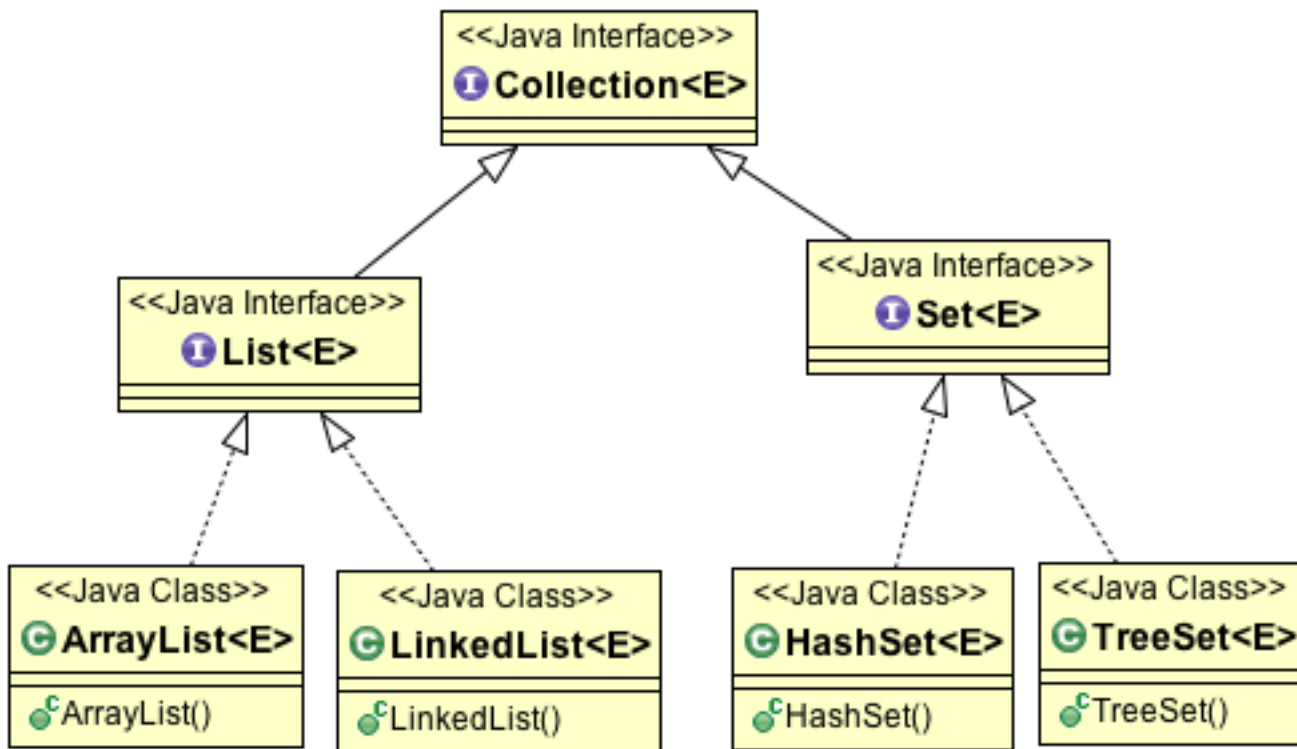 <<Java Interface>>
I Collection<E>
<<Java Interface>>
I List<E>
<<Java Interface>>
I Set<E>
<<Java Class>>
C ArrayList<E>
C ArrayList()
<<Java Class>>
C LinkedList<E>
C LinkedList()
<<Java Class>>
C HashSet<E>
C HashSet()
<<Java Class>>
C TreeSet<E>
C TreeSet()